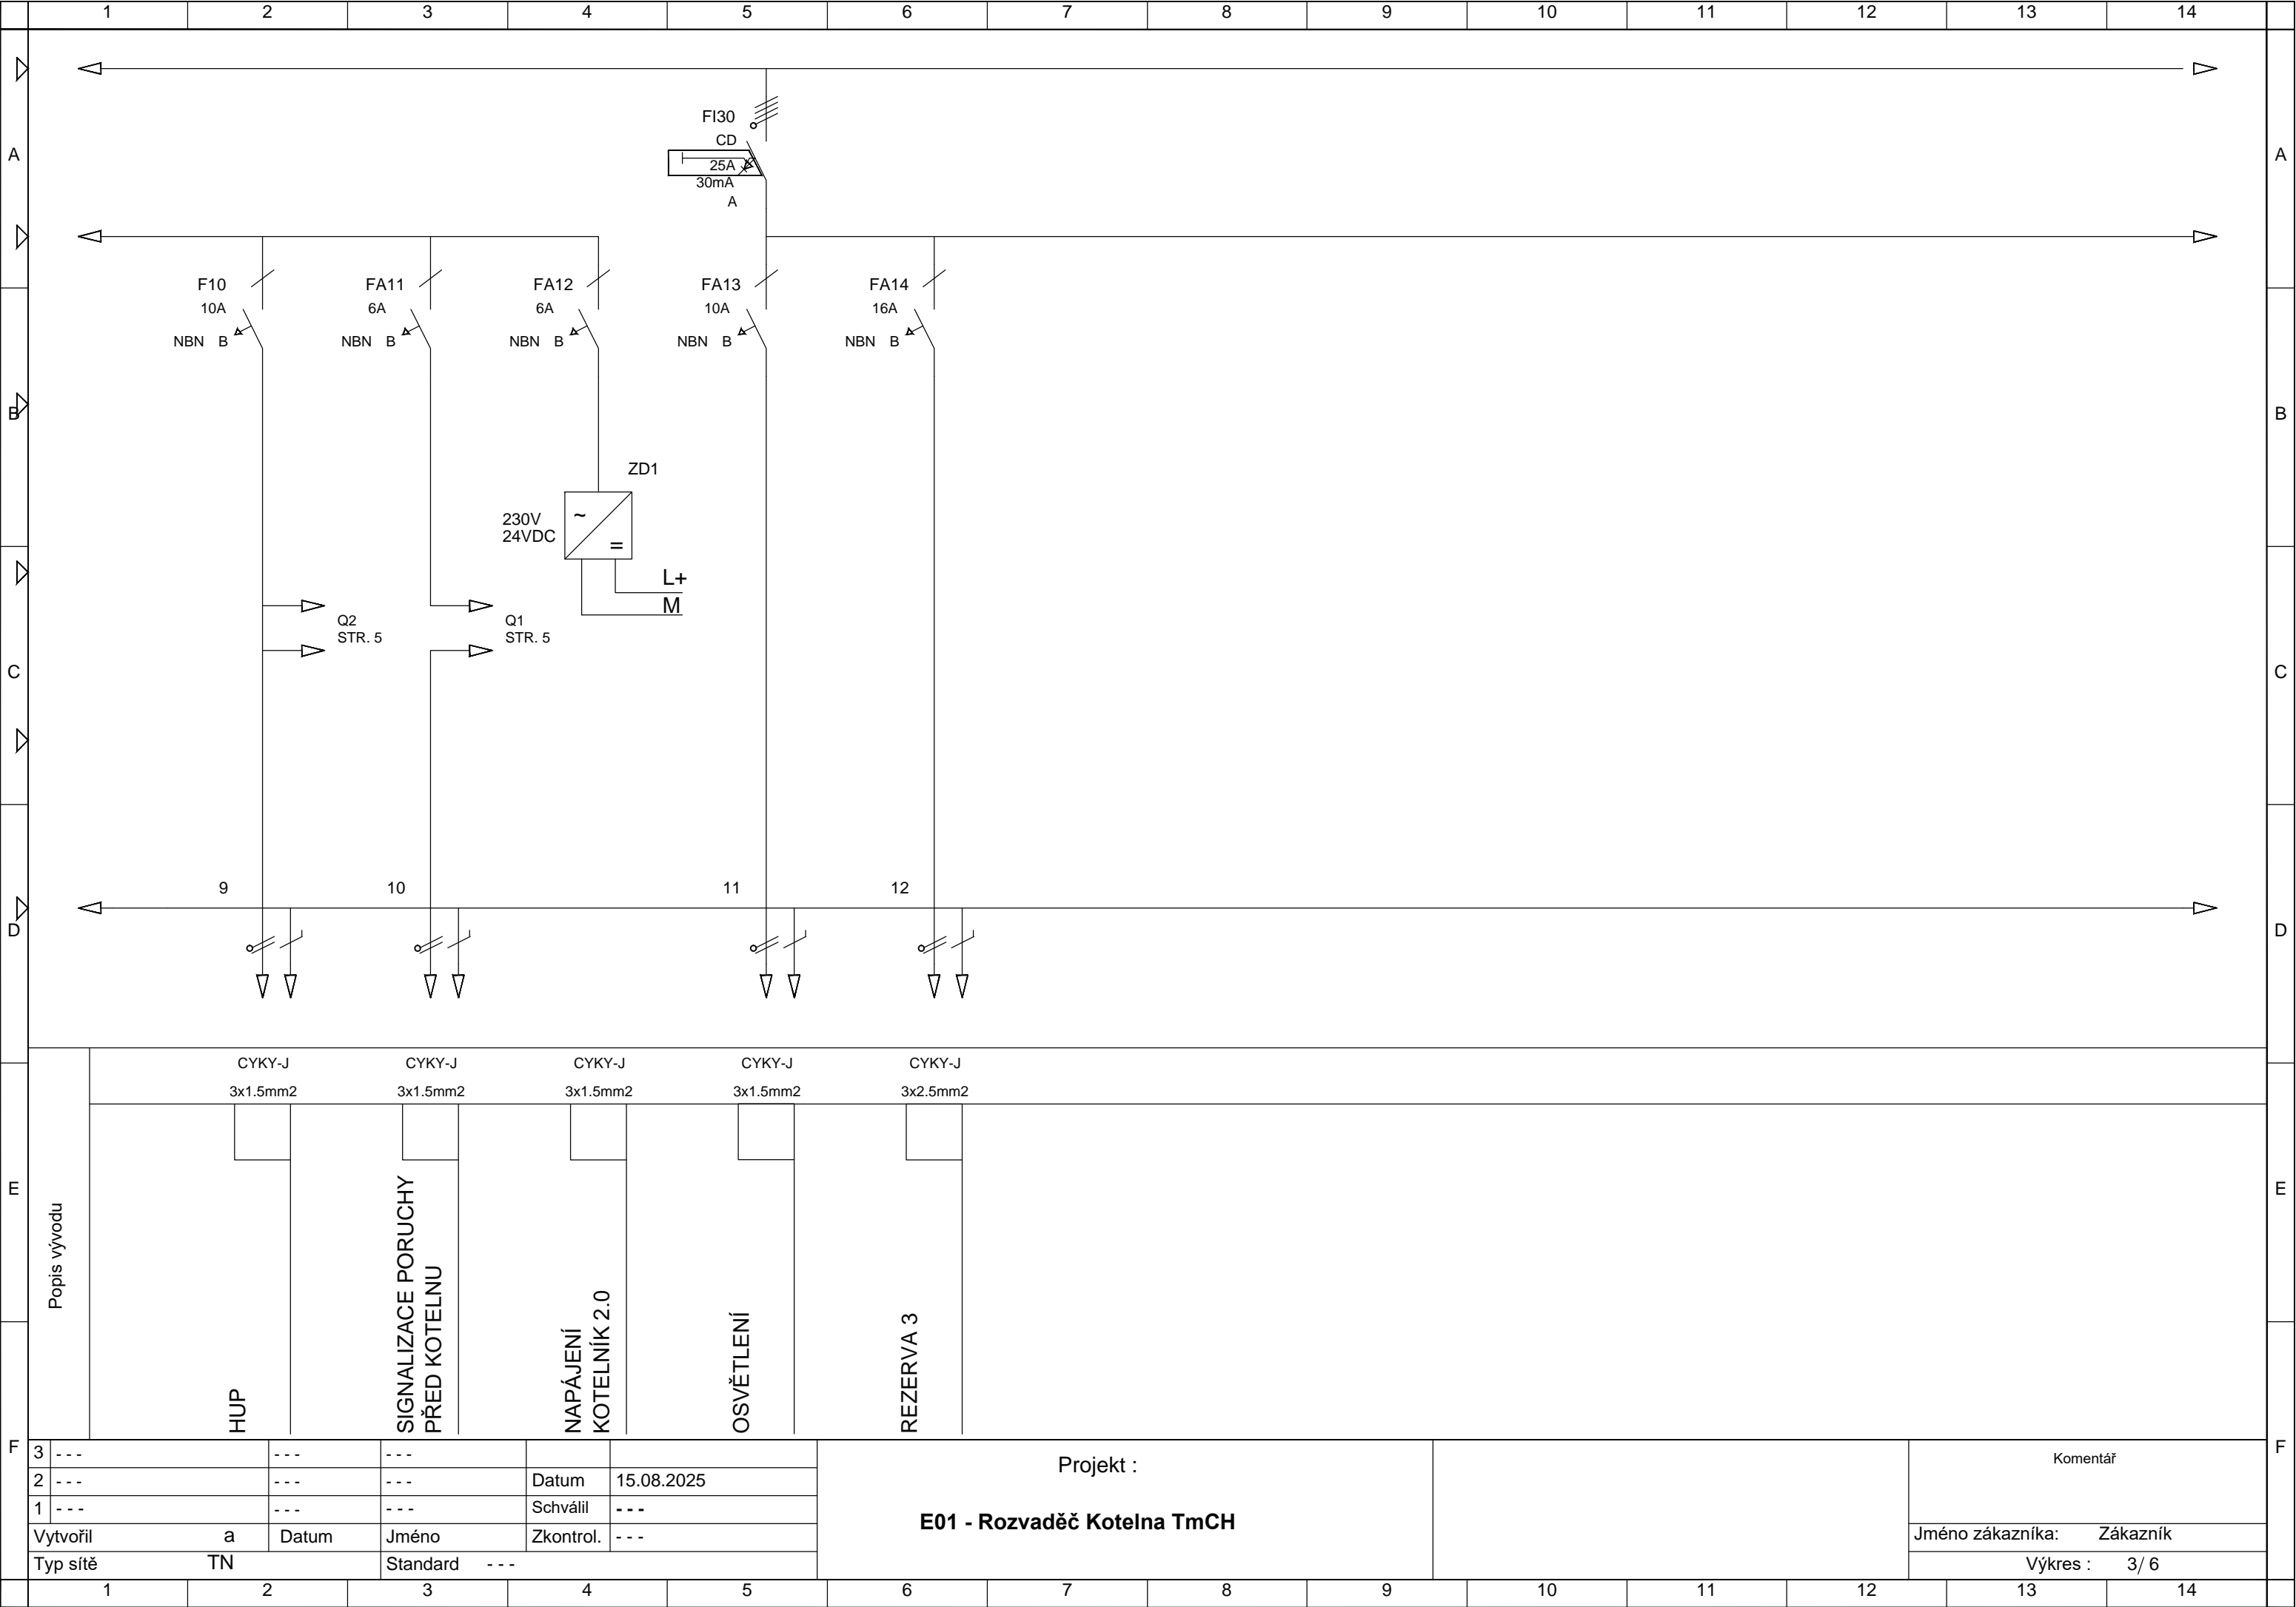 1 2 3 4 5 6 7 8 9 10 11 12 13 14
FI30
CD
A A
25A
30mA
A
F10 FA11 FA12 FA13 FA14
10A 6A 6A 10A 16A
NBN B NBN B NBN B NBN B NBN B
B B
ZD1
230V ~
24VDC =
L+
M
Q2 Q1
STR. 5 STR. 5
C C
9 10 11 12
D D
CYKY-J CYKY-J CYKY-J CYKY-J CYKY-J
3x1.5mm2 3x1.5mm2 3x1.5mm2 3x1.5mm2 3x2.5mm2
E E
Popis vývodu
HUP
SIGNALIZACE PORUCHY
PŘED KOTELNU
NAPÁJENÍ
KOTELNÍK 2.0
OSVĚTLENÍ
REZERVA 3
F F
3 - - - - - - - - -
2 - - - - - - - - - Datum 15.08.2025
1 - - - - - - - - - Schválil - - -
Vytvořil a Datum Jméno Zkontrol. - - -
Typ sítě TN Standard - - -
Projekt :
E01 - Rozvaděč Kotelna TmCH
Komentář
Jméno zákazníka: Zákazník
Výkres : 3/ 6
1 2 3 4 5 6 7 8 9 10 11 12 13 14